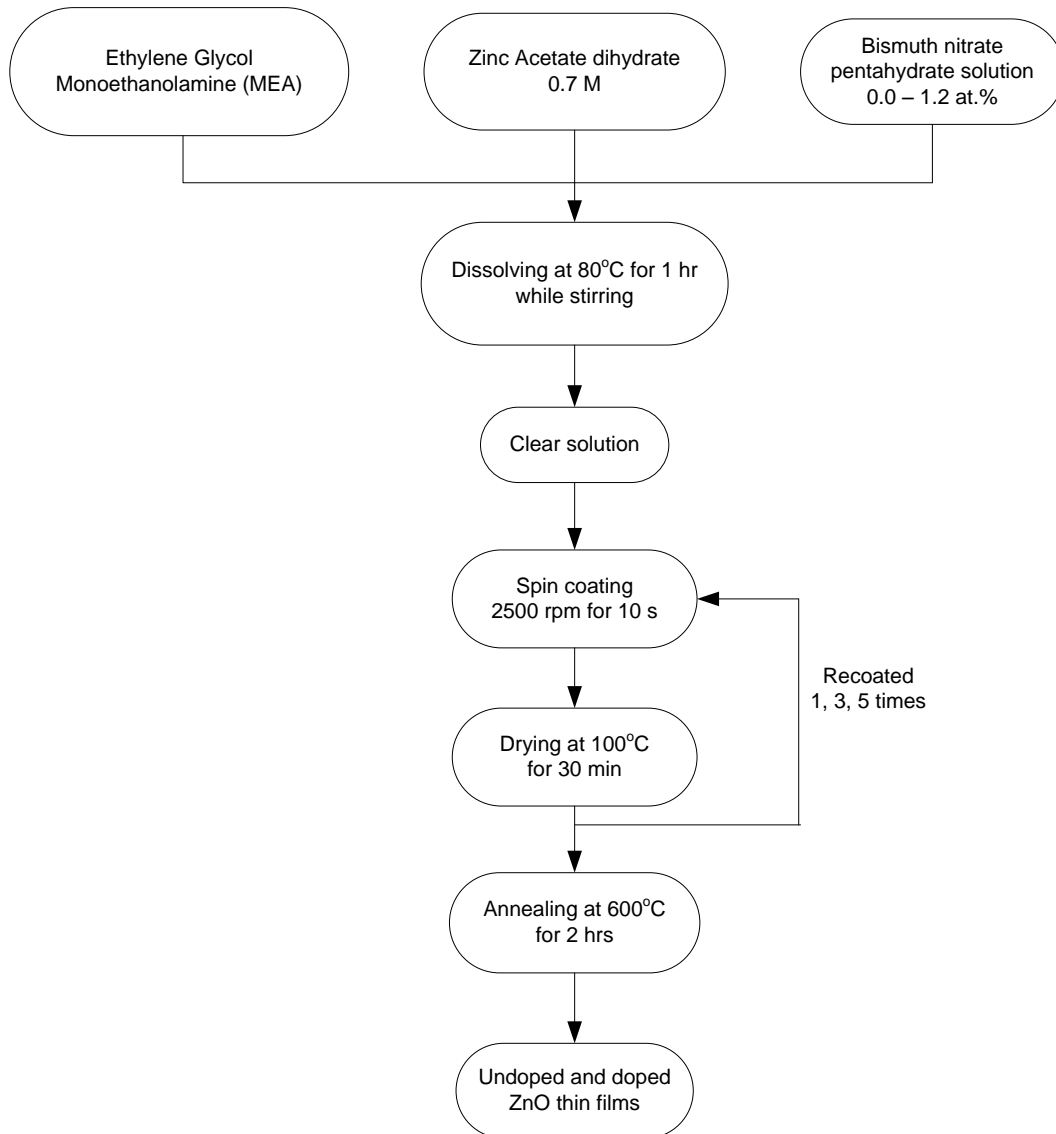 Ethylene Glycol
Monoethanolamine (MEA)
Zinc Acetate dihydrate
0.7 M
Bismuth nitrate
pentahydrate solution
0.0 – 1.2 at.%
Dissolving at 80°C for 1 hr
while stirring
Clear solution
Spin coating
2500 rpm for 10 s
Recoated
1, 3, 5 times
Drying at 100°C
for 30 min
Annealing at 600°C
for 2 hrs
Undoped and doped
ZnO thin films